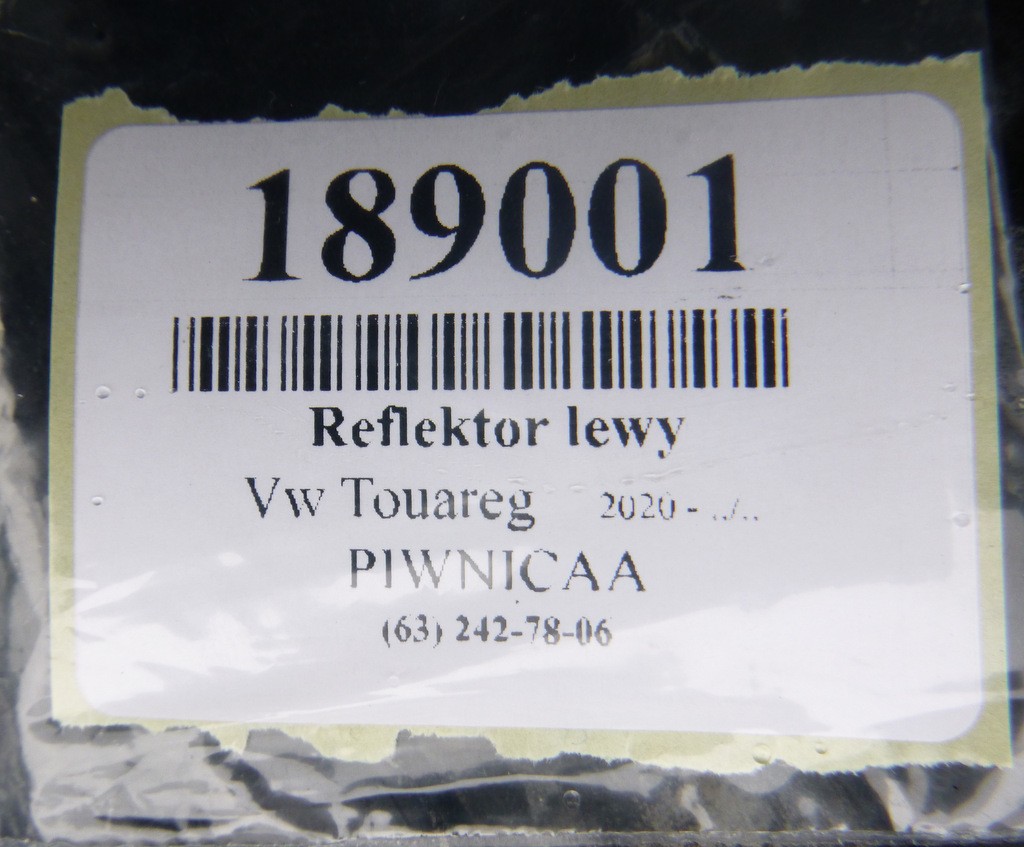 189001
Reflektor lewy
Vw Touareg 2020 - ../..
PIWNICAA
(63) 242-78-06